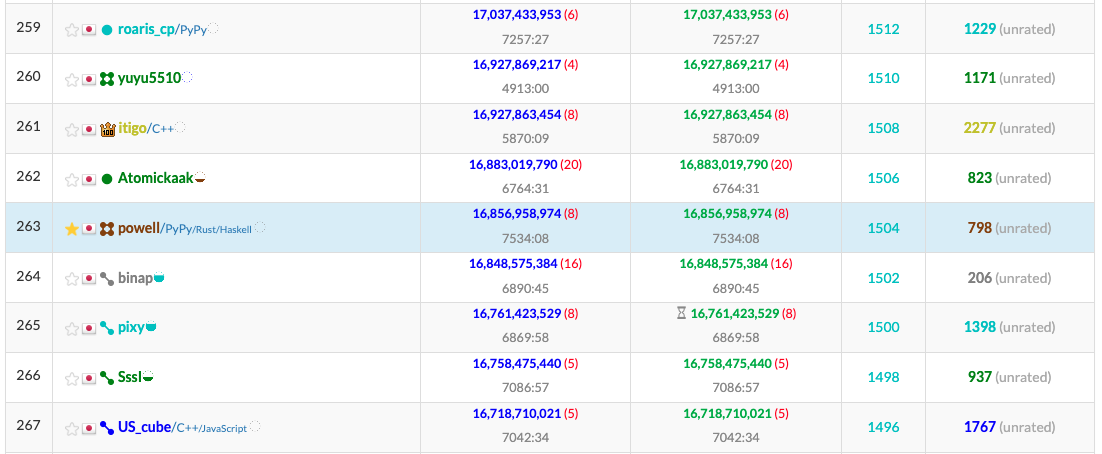 259 roaris_cp/PyPy 17,037,433,953 (6) 17,037,433,953 (6) 1512 1229 (unrated)
7257:27 7257:27
260 yuyu5510 16,927,869,217 (4) 16,927,869,217 (4) 1510 1171 (unrated)
4913:00 4913:00
261 itigo/C++ 16,927,863,454 (8) 16,927,863,454 (8) 1508 2277 (unrated)
5870:09 5870:09
262 Atomickaak 16,883,019,790 (20) 16,883,019,790 (20) 1506 823 (unrated)
6764:31 6764:31
263 powell/PyPy/Rust/Haskell 16,856,958,974 (8) 16,856,958,974 (8) 1504 798 (unrated)
7534:08 7534:08
264 binap 16,848,575,384 (16) 16,848,575,384 (16) 1502 206 (unrated)
6890:45 6890:45
265 pixy 16,761,423,529 (8) 16,761,423,529 (8) 1500 1398 (unrated)
6869:58 6869:58
266 Sssl 16,758,475,440 (5) 16,758,475,440 (5) 1498 937 (unrated)
7086:57 7086:57
267 US_cube/C++/JavaScript 16,718,710,021 (5) 16,718,710,021 (5) 1496 1767 (unrated)
7042:34 7042:34